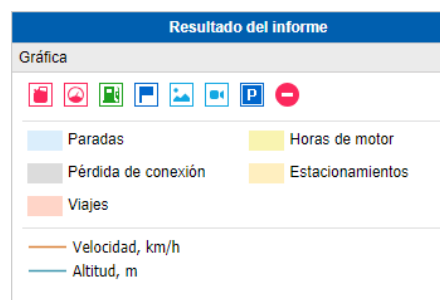 Resultado del informe
Gráfica
P
Paradas
Horas de motor
Pérdida de conexión
Estacionamientos
Viajes
Velocidad, km/h
Altitud, m